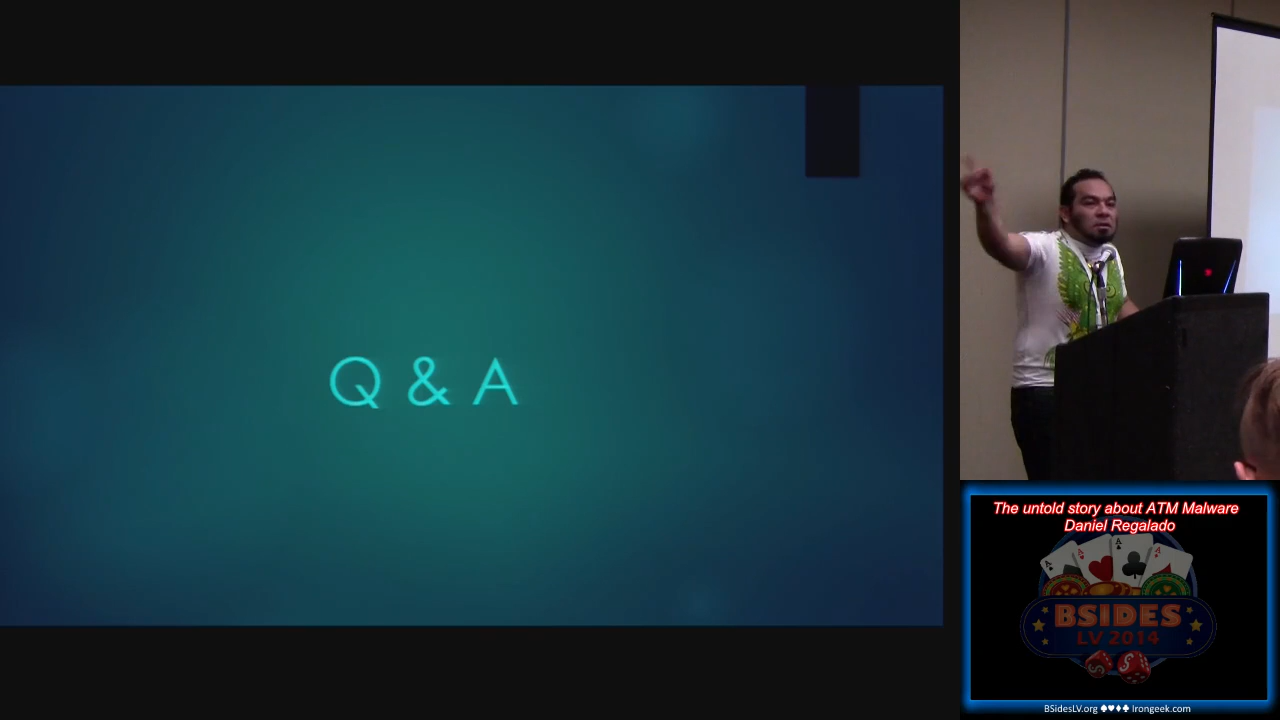 Q & A
The untold story about ATM Malware
Daniel Regalado
BSIDES
LV 2014
BSidesLV.org ♠♥♦♣ Irongeek.com